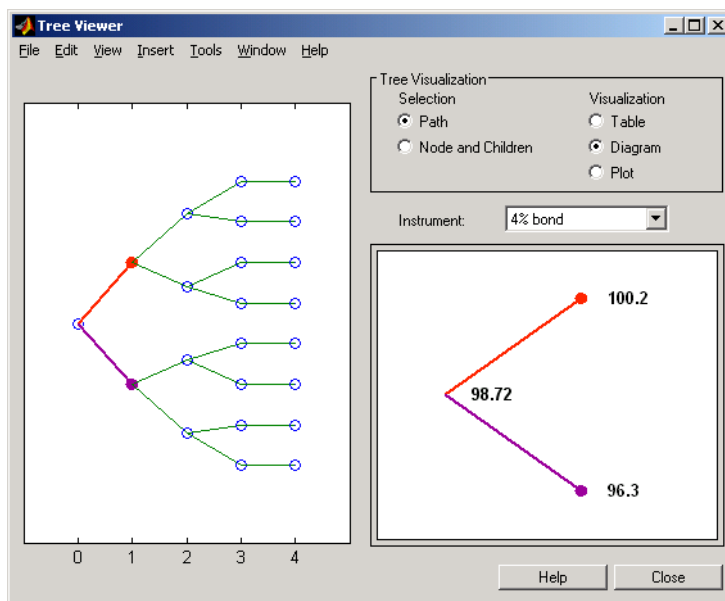 Tree Viewer
File Edit View Insert Tools Window Help
Tree Visualization
Selection Visualization
Path Table
Node and Children Diagram
Plot
Instrument: 4% bond
100.2
98.72
96.3
0 1 2 3 4
Help Close